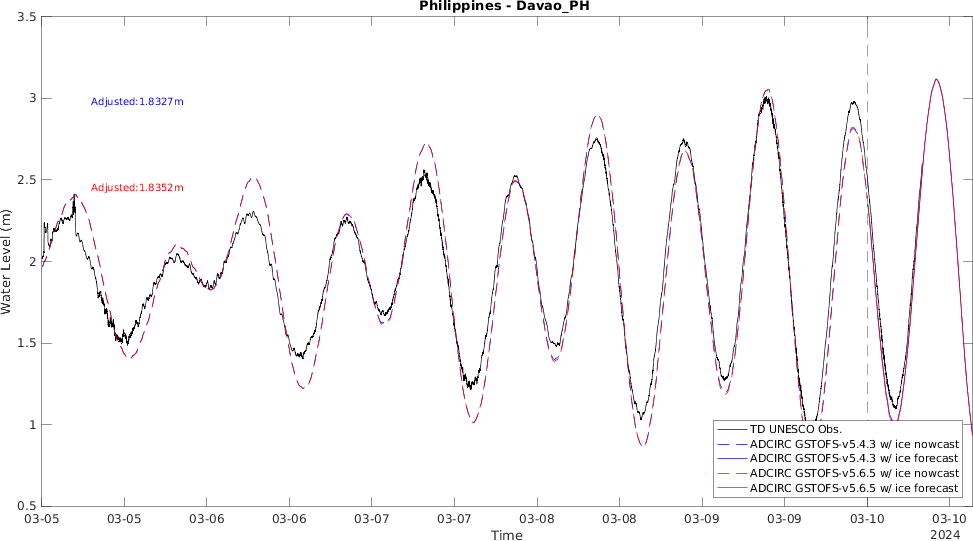 Philippines - Davao_PH
3.5
3
2.5
2
1.5
1
0.5
Water Level (m)
Adjusted:1.8327m
Adjusted:1.8352m
TD UNESCO Obs.
ADCIRC GSTOFS-v5.4.3 w/ ice nowcast
ADCIRC GSTOFS-v5.4.3 w/ ice forecast
ADCIRC GSTOFS-v5.6.5 w/ ice nowcast
ADCIRC GSTOFS-v5.6.5 w/ ice forecast
03-05 03-05 03-06 03-06 03-07 03-07 03-08 03-08 03-09 03-09 03-10 03-10
2024
Time